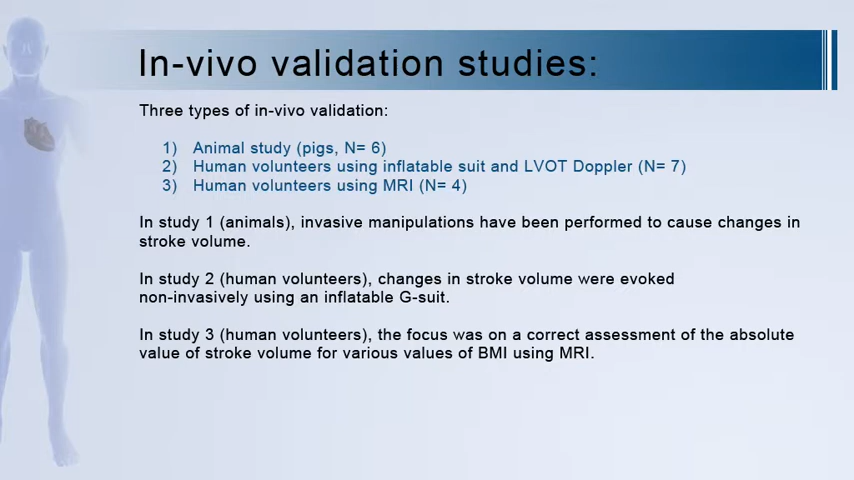 In-vivo validation studies:
Three types of in-vivo validation:
1) Animal study (pigs, N= 6)
2) Human volunteers using inflatable suit and LVOT Doppler (N= 7)
3) Human volunteers using MRI (N= 4)
In study 1 (animals), invasive manipulations have been performed to cause changes in
stroke volume.
In study 2 (human volunteers), changes in stroke volume were evoked
non-invasively using an inflatable G-suit.
In study 3 (human volunteers), the focus was on a correct assessment of the absolute
value of stroke volume for various values of BMI using MRI.